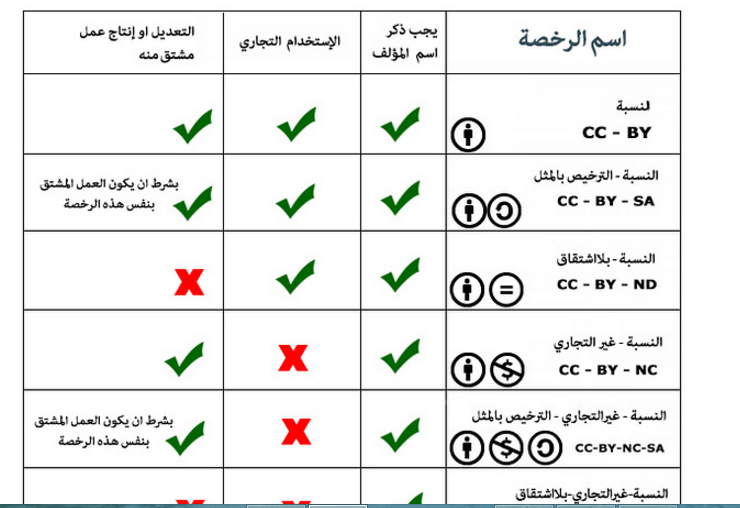 اسم الرخصة
يجب ذكر
اسم المؤلف
الإستخدام التجاري
التعديل او إنتاج عمل
مشتق منه
النسبة
CC - BY
النسبة - الترخيص بالمثل
CC - BY - SA
بشرط ان يكون العمل المشتق
بنفس هذه الرخصة
النسبة - بلااشتقاق
CC - BY - ND
النسبة - غير التجاري
CC - BY - NC
النسبة - غيرالتجاري - الترخيص بالمثل
CC-BY-NC-SA
بشرط ان يكون العمل المشتق
بنفس هذه الرخصة
النسبة-غيرالتجاري-بلااشتقاق